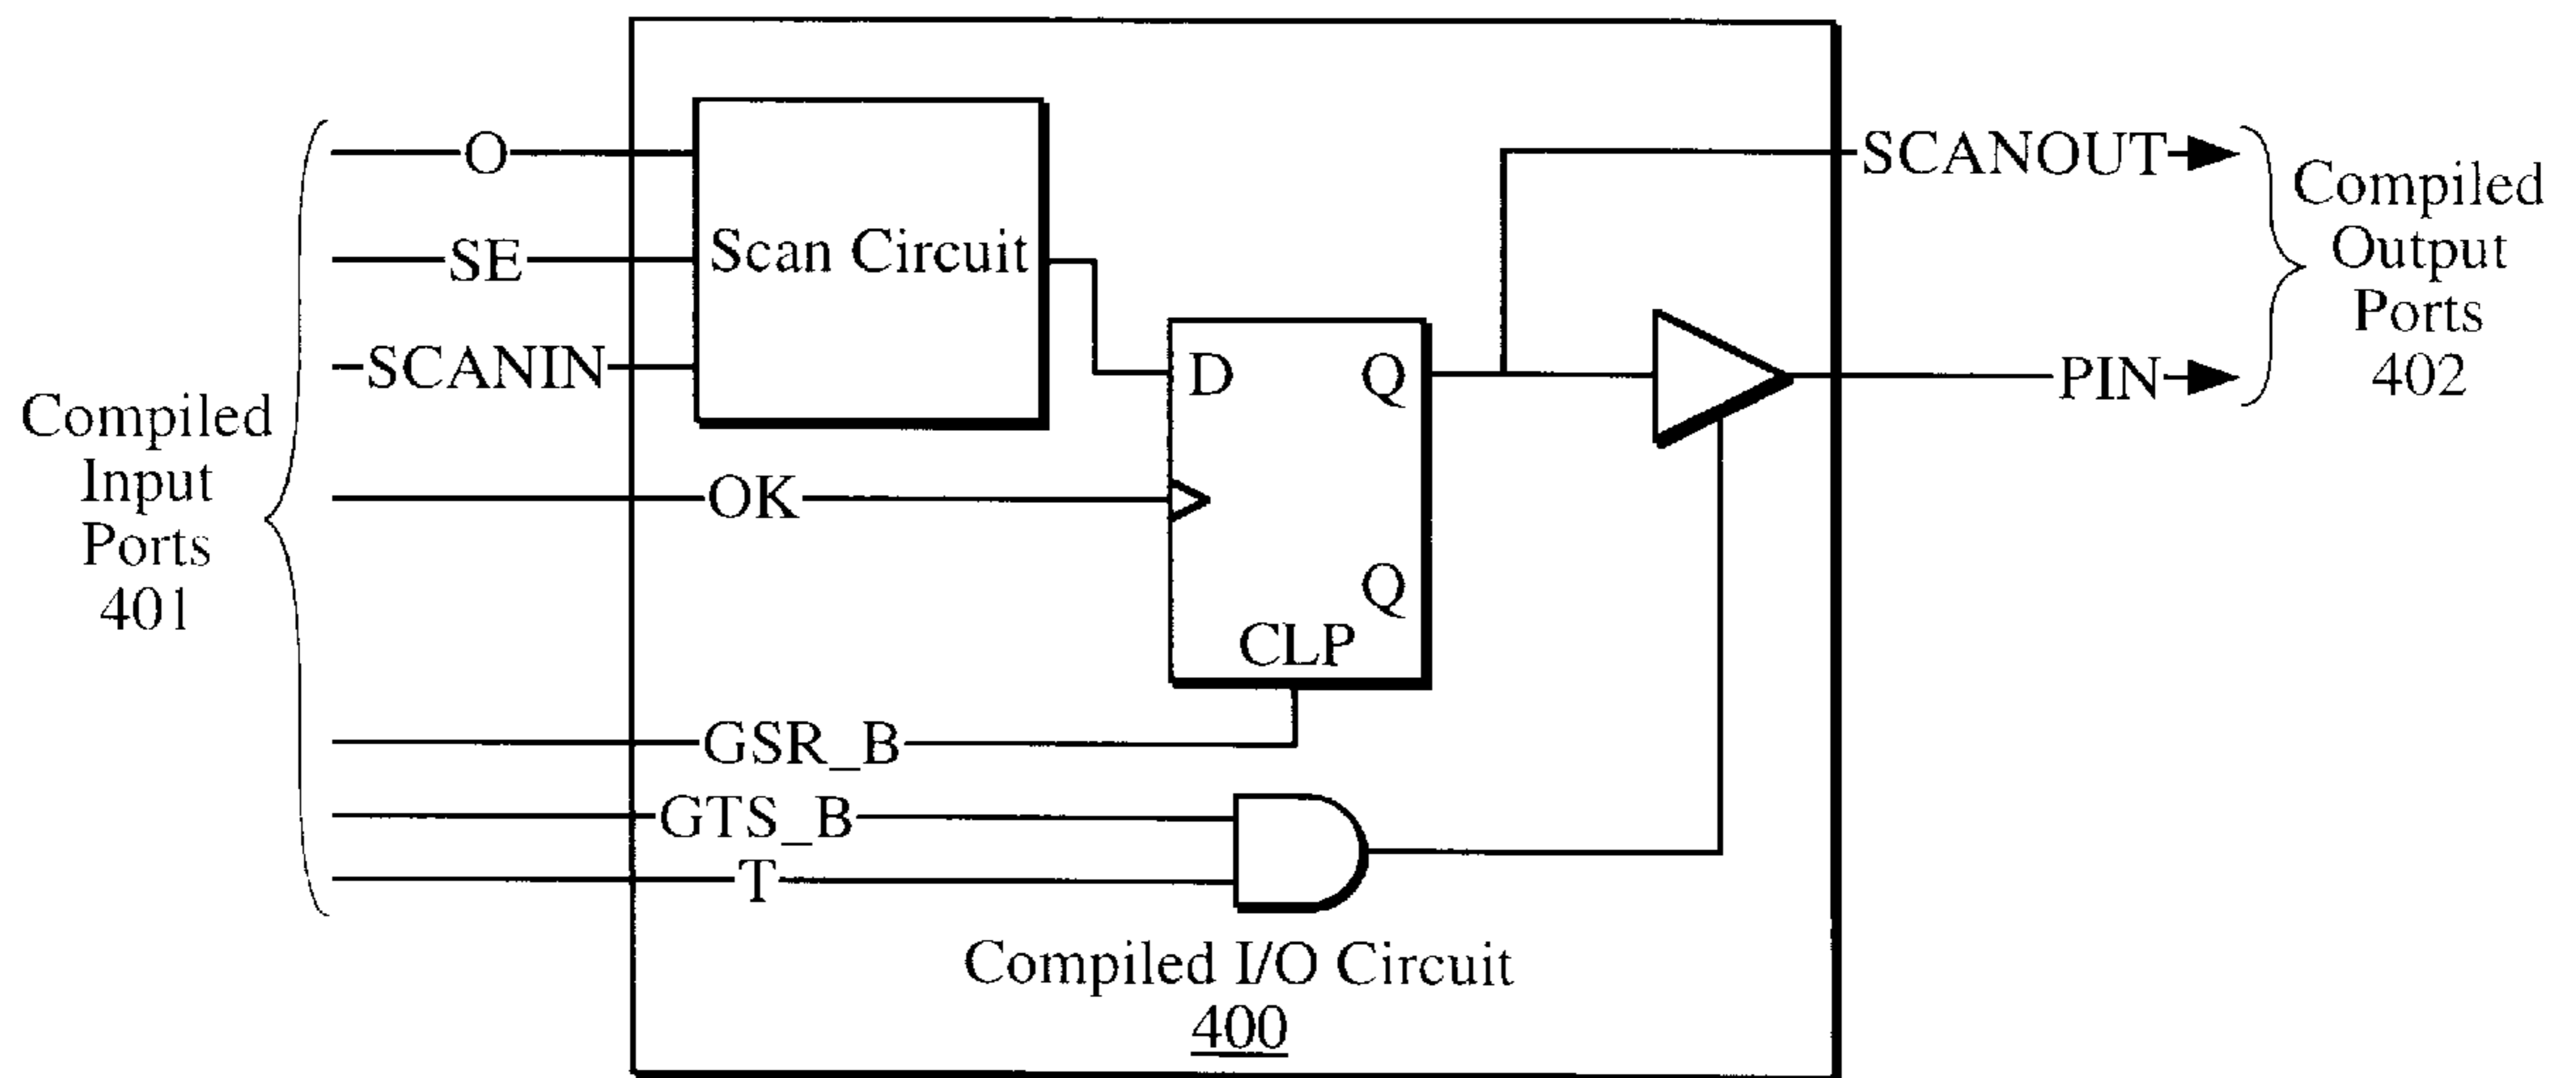 Compiled
Input
Ports
401
O
SE
SCANIN
OK
GSR_B
GTS_B
T
Scan Circuit
D
Q
Q
CLP
Compiled I/O Circuit
400
SCANOUT
PIN
Compiled
Output
Ports
402